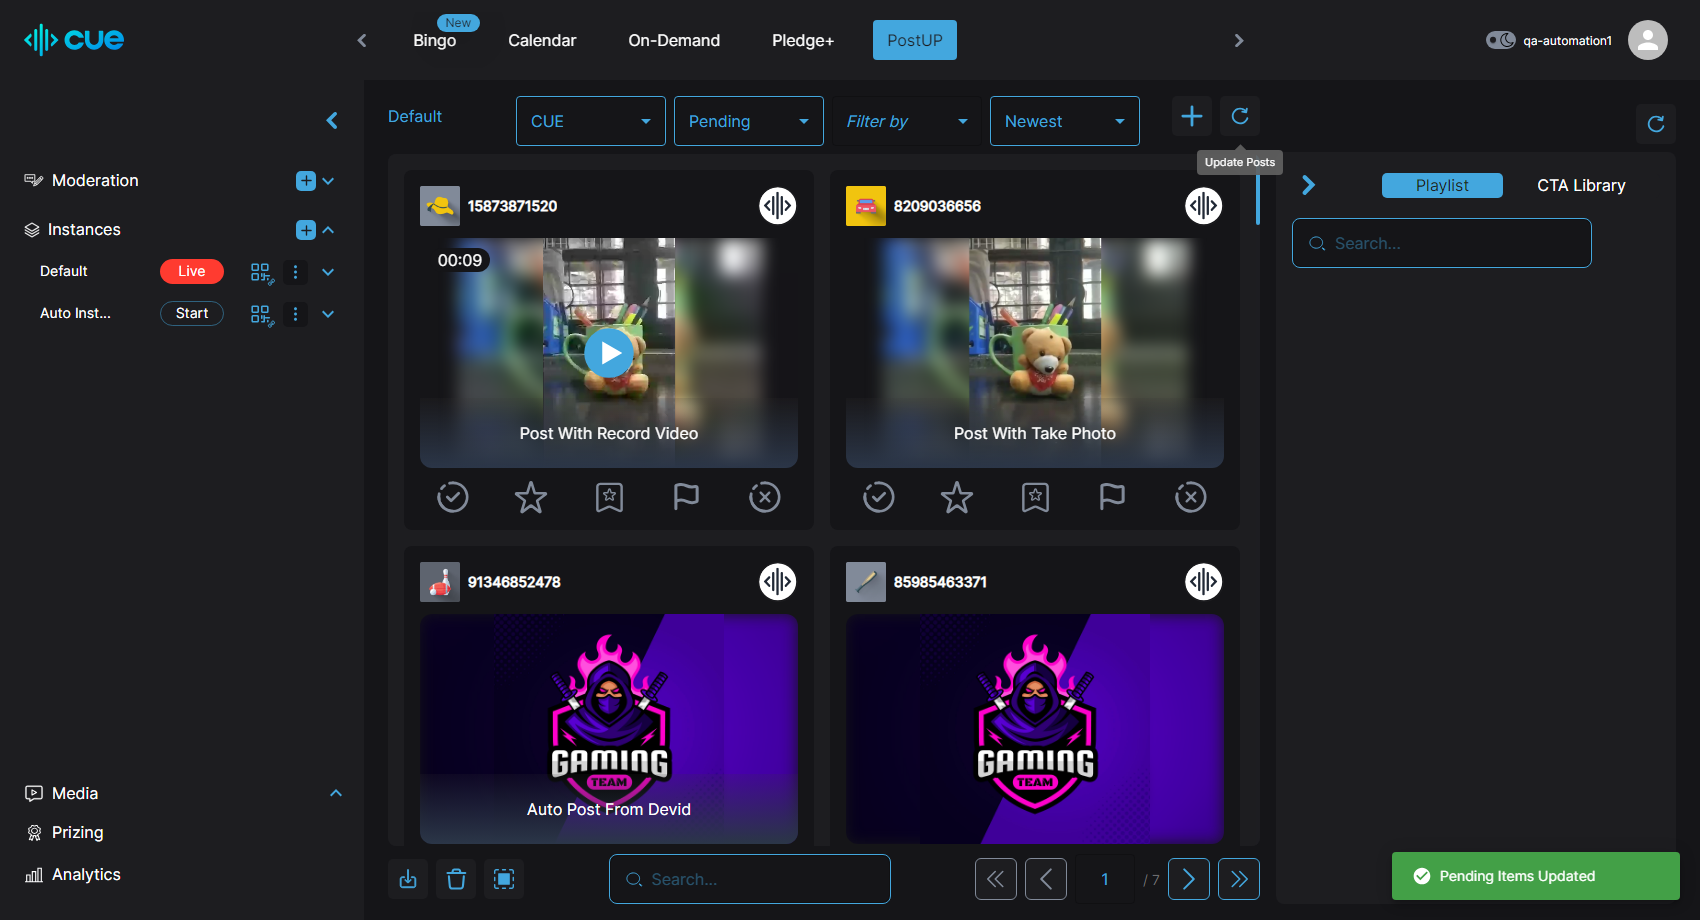 cue
New
Bingo
Calendar
On-Demand
Pledge+
PostUP
qa-automation1
Default
CUE
Pending
Filter by
Newest
Update Posts
Moderation
Instances
Default
Live
Auto Inst...
Start
Media
Prizing
Analytics
15873871520
00:09
Post With Record Video
8209036656
Post With Take Photo
91346852478
GAMING
TEAM
Auto Post From Devid
85985463371
GAMING
TEAM
Search...
1
/ 7
Playlist
CTA Library
Search...
Pending Items Updated